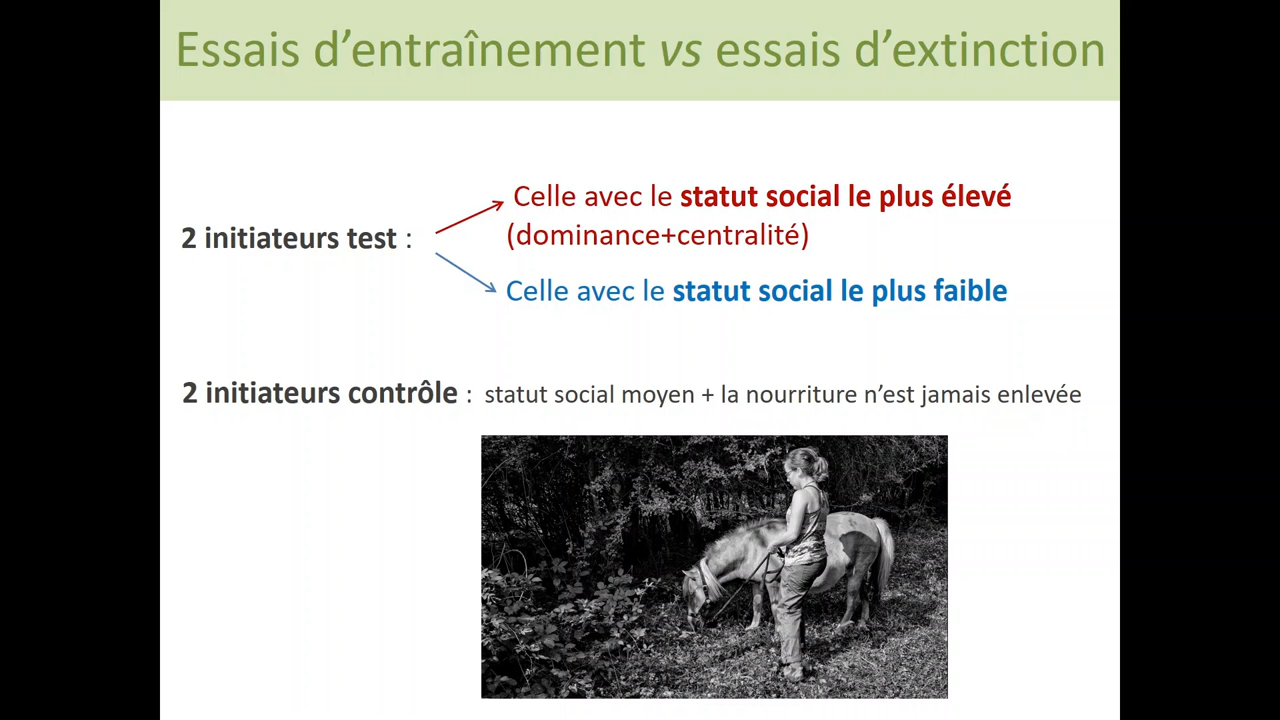 Essais d’entraînement vs essais d’extinction
Celle avec le statut social le plus élevé
(dominance+centralité)
2 initiateurs test :
Celle avec le statut social le plus faible
2 initiateurs contrôle : statut social moyen + la nourriture n’est jamais enlevée